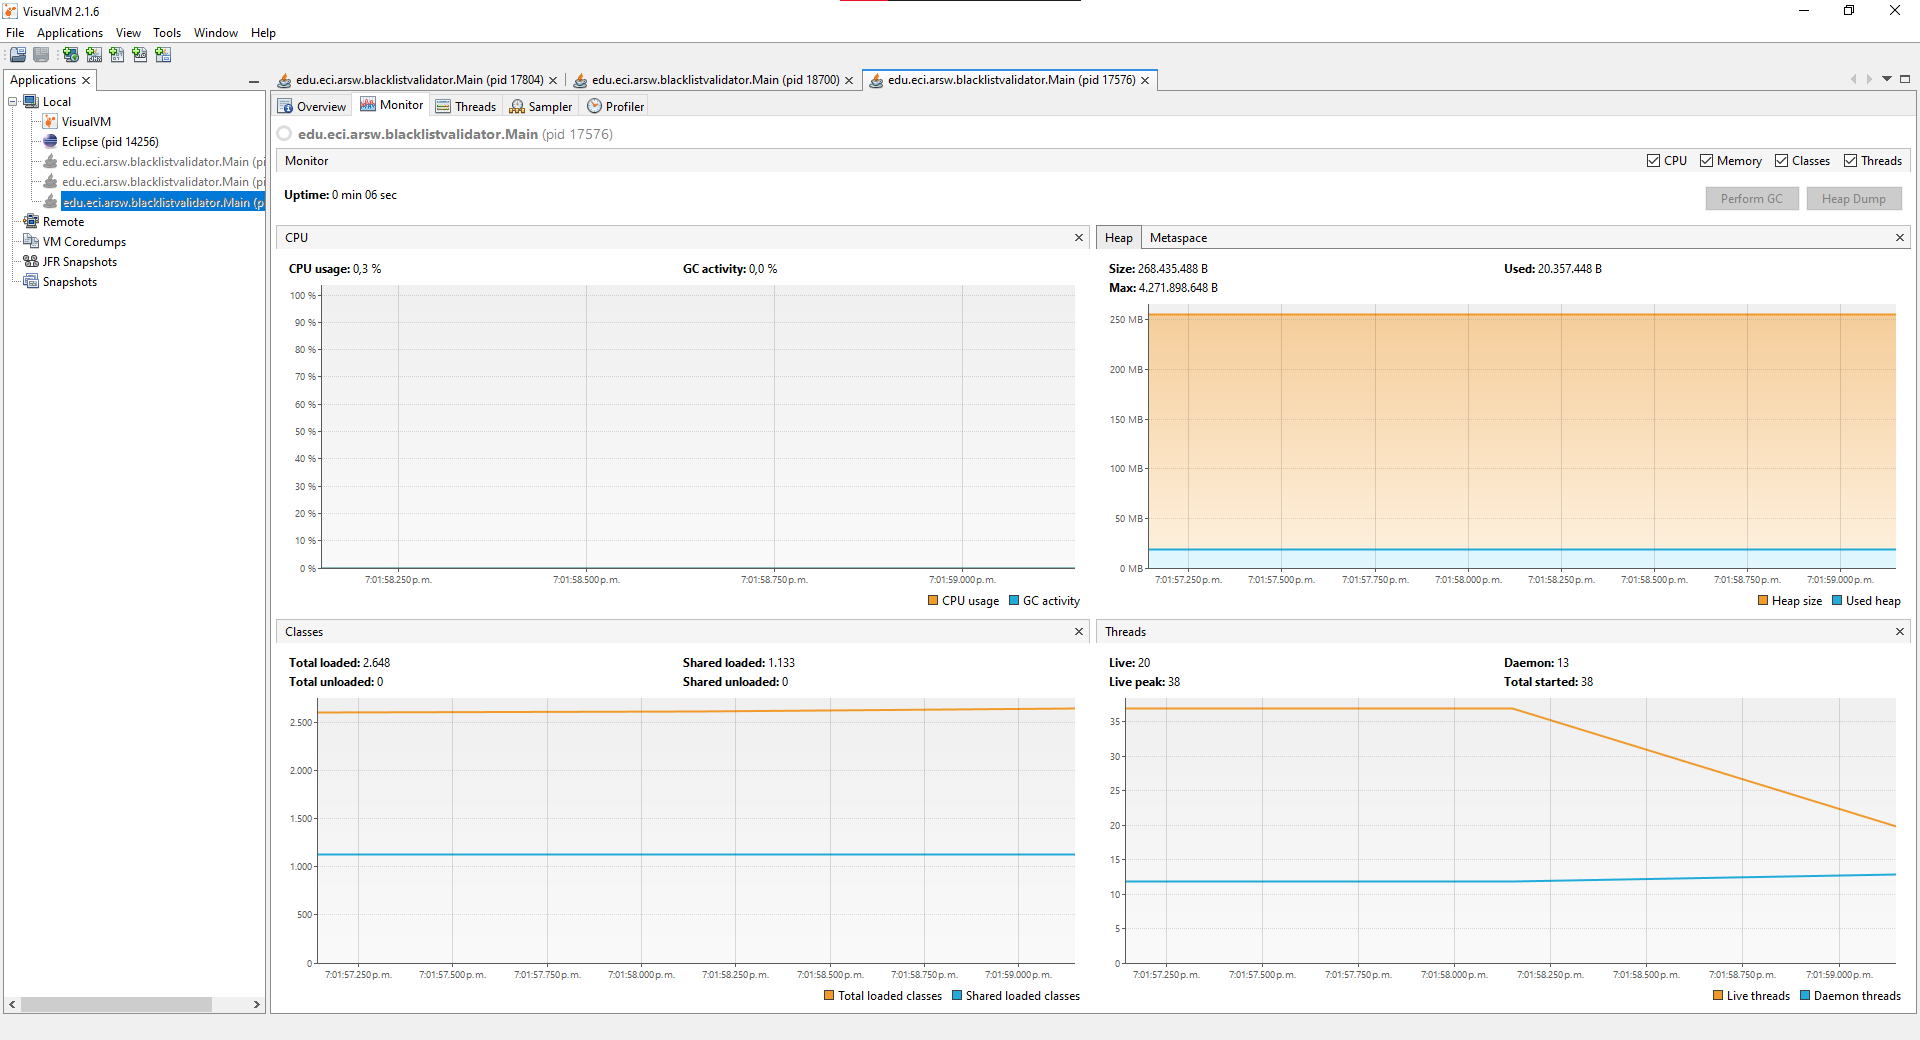 VisualVM 2.1.6
File Applications View Tools Window Help
Applications
Local
VisualVM
Eclipse (pid 14256)
edu.eci.arsw.blacklistvalidator.Main (pi
edu.eci.arsw.blacklistvalidator.Main (pi
edu.eci.arsw.blacklistvalidator.Main (p
Remote
VM Coredumps
JFR Snapshots
Snapshots
edu.eci.arsw.blacklistvalidator.Main (pid 17804) edu.eci.arsw.blacklistvalidator.Main (pid 18700) edu.eci.arsw.blacklistvalidator.Main (pid 17576)
Overview Monitor Threads Sampler Profiler
edu.eci.arsw.blacklistvalidator.Main (pid 17576)
Monitor CPU Memory Classes Threads
Uptime: 0 min 06 sec Perform GC Heap Dump
CPU
CPU usage: 0,3 % GC activity: 0,0 %
100 %
90 %
80 %
70 %
60 %
50 %
40 %
30 %
20 %
10 %
0 %
7:01:58.250 p. m. 7:01:58.500 p. m. 7:01:58.750 p. m. 7:01:59.000 p. m.
CPU usage GC activity
Heap Metaspace
Size: 268.435.488 B Used: 20.357.448 B
Max: 4.271.898.648 B
250 MB
200 MB
150 MB
100 MB
50 MB
0 MB
7:01:57.250 p. m. 7:01:57.500 p. m. 7:01:57.750 p. m. 7:01:58.000 p. m. 7:01:58.250 p. m. 7:01:58.500 p. m. 7:01:58.750 p. m. 7:01:59.000 p. m.
Heap size Used heap
Classes
Total loaded: 2.648 Shared loaded: 1.133
Total unloaded: 0 Shared unloaded: 0
2.500
2.000
1.500
1.000
500
0
7:01:57.250 p. m. 7:01:57.500 p. m. 7:01:57.750 p. m. 7:01:58.000 p. m. 7:01:58.250 p. m. 7:01:58.500 p. m. 7:01:58.750 p. m. 7:01:59.000 p. m.
Total loaded classes Shared loaded classes
Threads
Live: 20 Daemon: 13
Live peak: 38 Total started: 38
35
30
25
20
15
10
5
0
7:01:57.250 p. m. 7:01:57.500 p. m. 7:01:57.750 p. m. 7:01:58.000 p. m. 7:01:58.250 p. m. 7:01:58.500 p. m. 7:01:58.750 p. m. 7:01:59.000 p. m.
Live threads Daemon threads